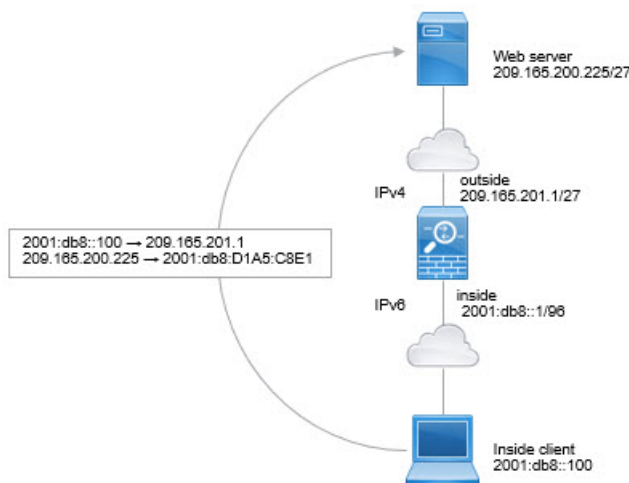 Web server
209.165.200.225/27
IPv4
outside
209.165.201.1/27
2001:db8::100 → 209.165.201.1
209.165.200.225 → 2001:db8:D1A5:C8E1
IPv6
inside
2001:db8::1/96
Inside client
2001:db8::100